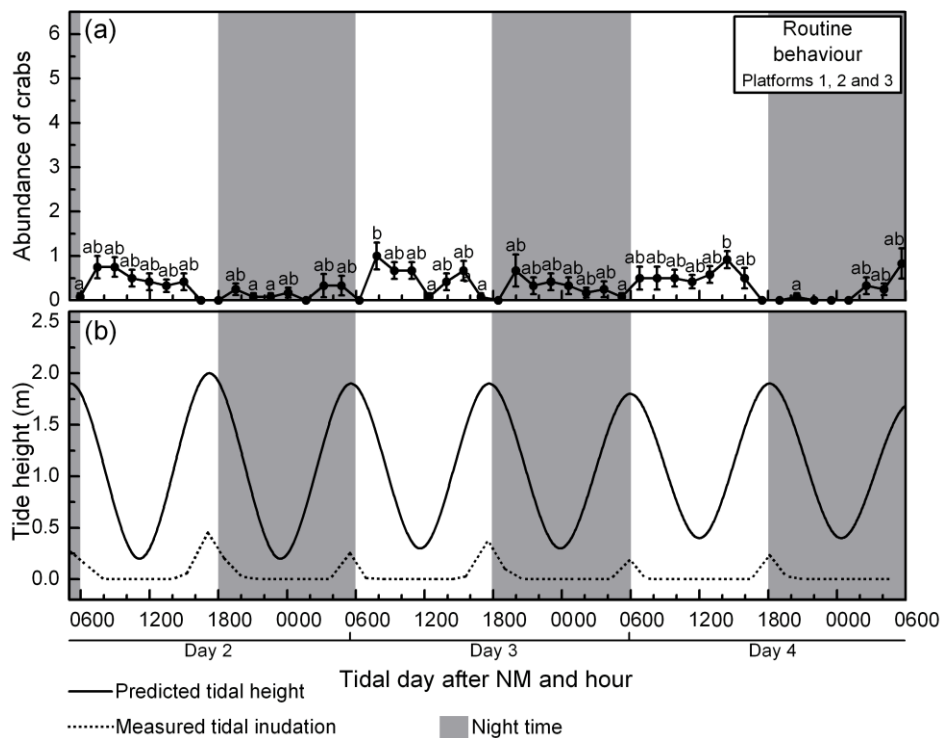 (a)
Routine
behaviour
Platforms 1, 2 and 3
Abundance of crabs
6
5
4
3
2
1
0
a ab ab ab ab ab ab ab a a ab ab ab b ab ab a ab ab a ab ab ab ab ab ab a ab ab ab ab ab b ab a ab ab ab
(b)
Tide height (m)
2.5
2.0
1.5
1.0
0.5
0.0
0600 1200 1800 0000 0600 1200 1800 0000 0600 1200 1800 0000 0600
Day 2 Day 3 Day 4
Tidal day after NM and hour
Predicted tidal height
Measured tidal inudation
Night time